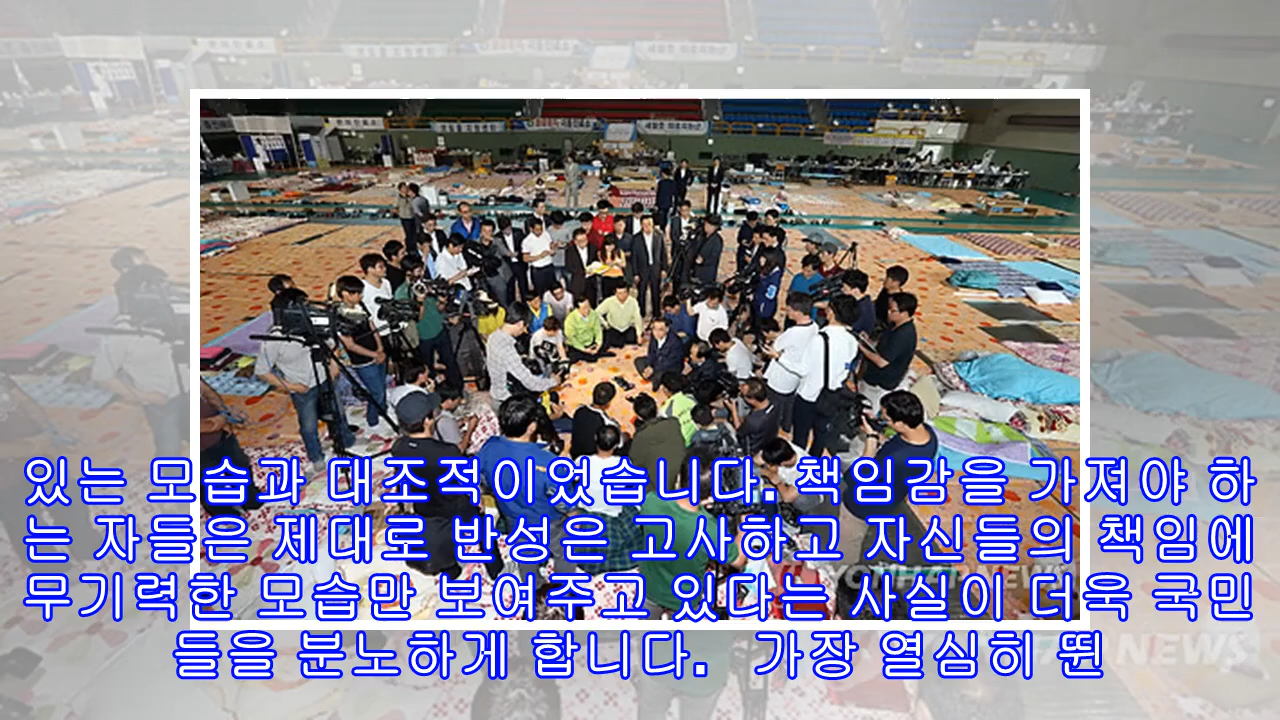 있는 모습과 대조적이었습니다. 책임감을 가져야 하
는 자들은 제대로 반성은 고사하고 자신들의 책임에
무기력한 모습만 보여주고 있다는 사실이 더욱 국민
들을 분노하게 합니다. 가장 열심히 뛴
YONHAP NEWS